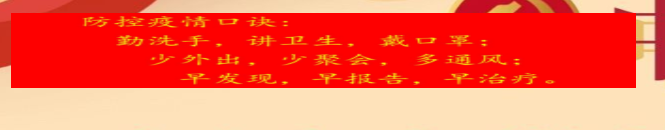 防控疫情口诀：
勤洗手，讲卫生，戴口罩；
少外出，少聚会，多通风；
早发现，早报告，早治疗。